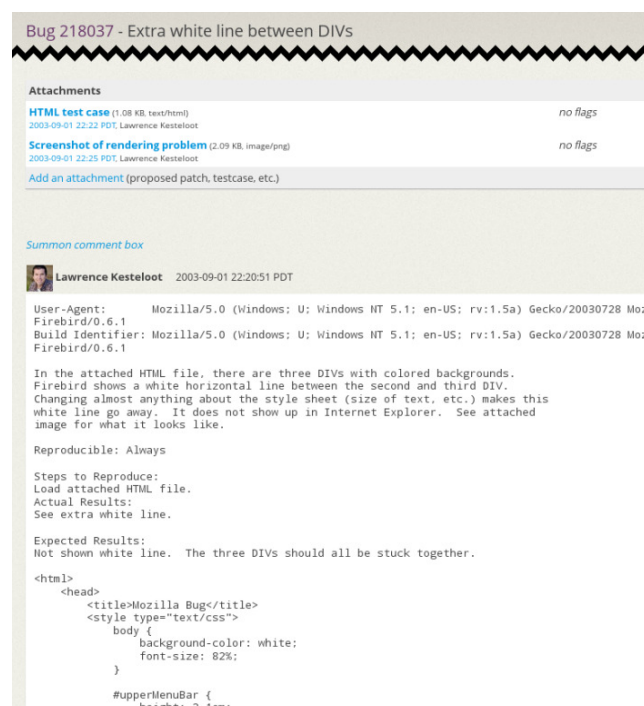 Bug 218037 - Extra white line between DIVs
Attachments
HTML test case (1.08 KB, text/html) no flags
2003-09-01 22:22 PDT, Lawrence Kesteloot
Screenshot of rendering problem (2.09 KB, image/png) no flags
2003-09-01 22:25 PDT, Lawrence Kesteloot
Add an attachment (proposed patch, testcase, etc.)
Summon comment box
Lawrence Kesteloot 2003-09-01 22:20:51 PDT
User-Agent: Mozilla/5.0 (Windows; U; Windows NT 5.1; en-US; rv:1.5a) Gecko/20030728 Moz
Firebird/0.6.1
Build Identifier: Mozilla/5.0 (Windows; U; Windows NT 5.1; en-US; rv:1.5a) Gecko/20030728 Moz
Firebird/0.6.1
In the attached HTML file, there are three DIVs with colored backgrounds.
Firebird shows a white horizontal line between the second and third DIV.
Changing almost anything about the style sheet (size of text, etc.) makes this
white line go away.  It does not show up in Internet Explorer.  See attached
image for what it looks like.
Reproducible: Always
Steps to Reproduce:
Load attached HTML file.
Actual Results:
See extra white line.
Expected Results:
Not shown white line.  The three DIVs should all be stuck together.
<html>
<head>
<title>Mozilla Bug</title>
<style type="text/css">
body {
background-color: white;
font-size: 82%;
}
#upperMenuBar {